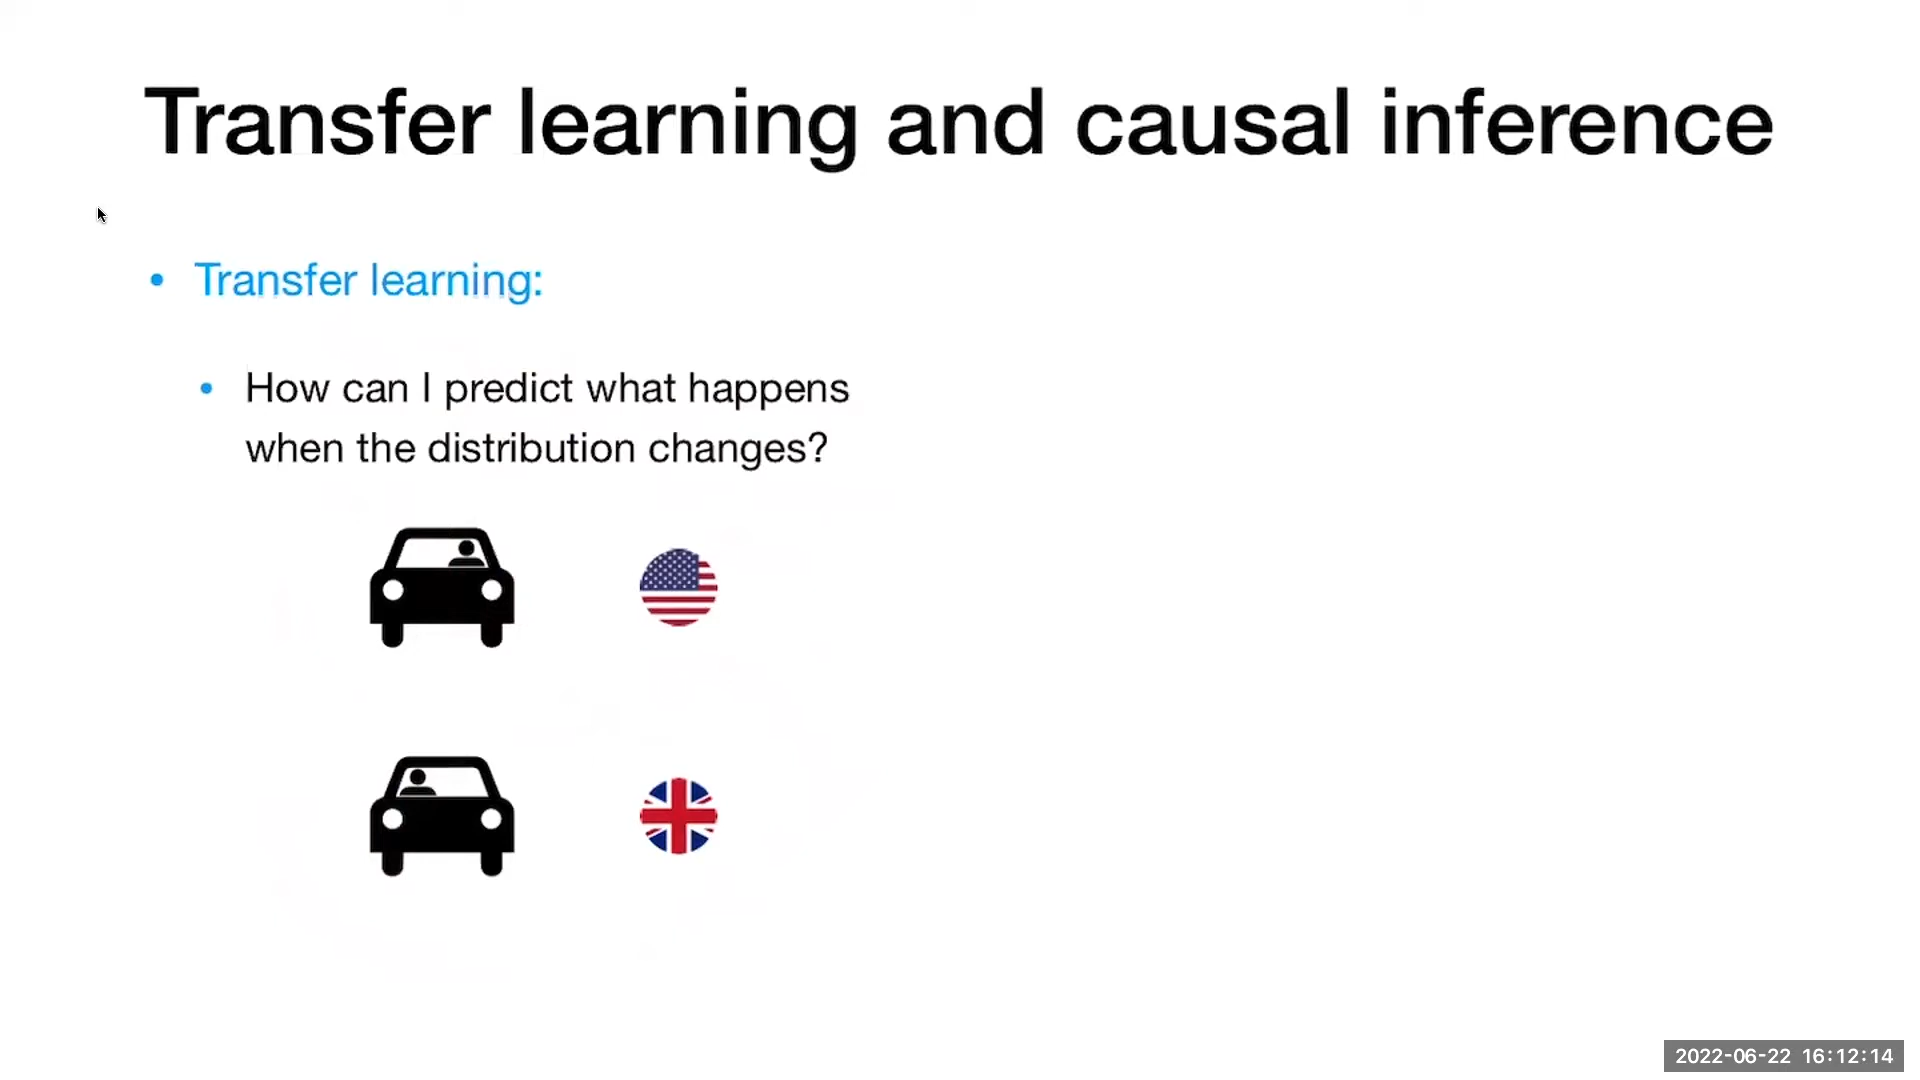 Transfer learning and causal inference
• Transfer learning:
• How can I predict what happens
when the distribution changes?
2022-06-22 16:12:14